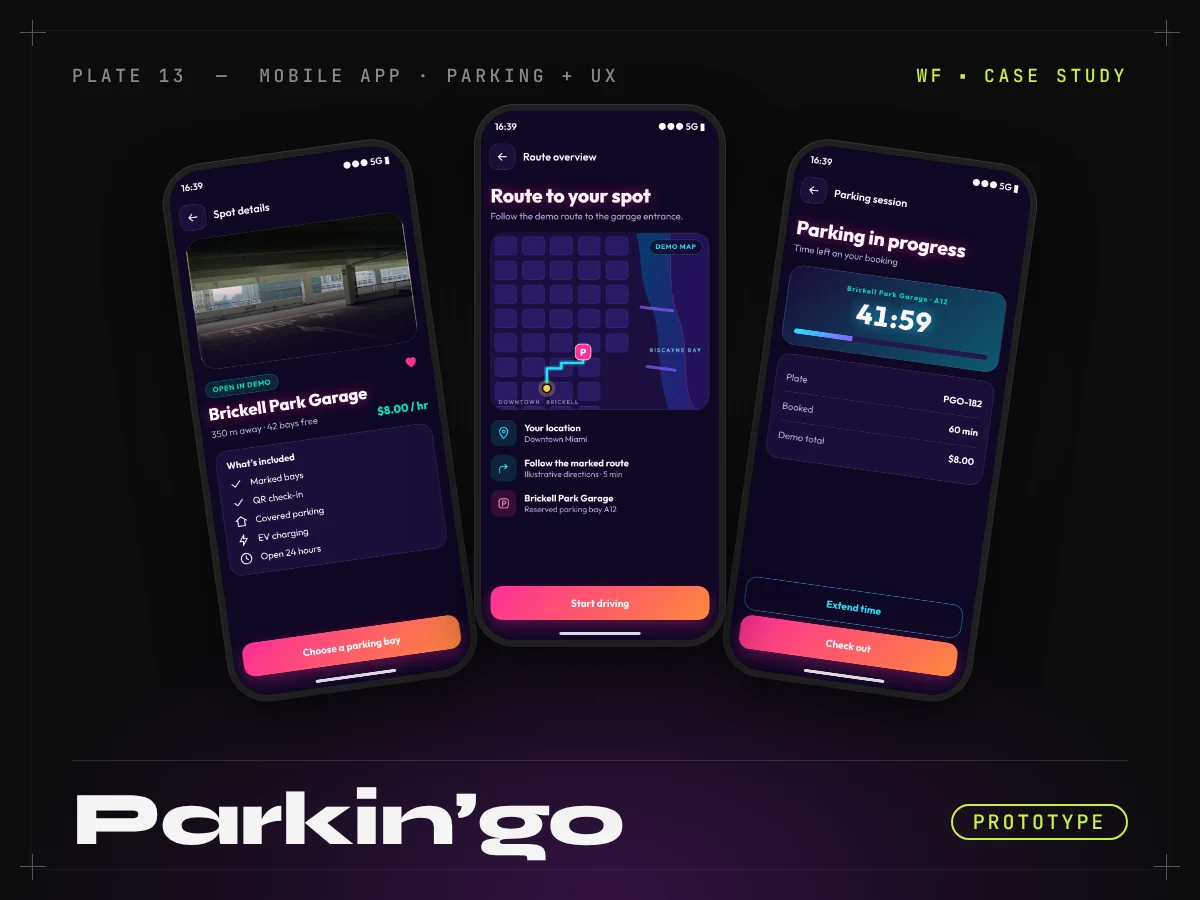 PLATE 13 — MOBILE APP · PARKING + UX
WF ▪ CASE STUDY
16:39
5G
Spot details
OPEN IN DEMO
Brickell Park Garage
$8.00 / hr
350 m away · 42 bays free
What's included
Marked bays
QR check-in
Covered parking
EV charging
Open 24 hours
Choose a parking bay
16:39
5G
Route overview
Route to your spot
Follow the demo route to the garage entrance.
DEMO MAP
P
BISCAYNE BAY
DOWNTOWN · BRICKELL
Your location
Downtown Miami
Follow the marked route
Illustrative directions · 5 min
P
Brickell Park Garage
Reserved parking bay A12
Start driving
16:39
5G
Parking session
Parking in progress
Time left on your booking
Brickell Park Garage · A12
41:59
Plate PGO-182
Booked 60 min
Demo total $8.00
Extend time
Check out
Parkin’go
PROTOTYPE